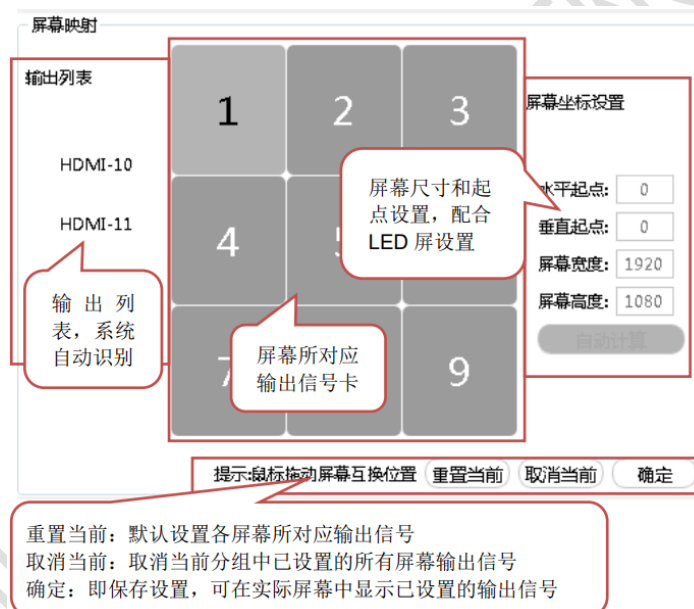 屏幕映射
输出列表
HDMI-10
HDMI-11
输出列
表，系统
自动识别
1
2
3
4
7
9
屏幕尺寸和起
点设置，配合
LED 屏设置
屏幕所对应
输出信号卡
屏幕坐标设置
水平起点: 0
垂直起点: 0
屏幕宽度: 1920
屏幕高度: 1080
自动计算
提示:鼠标拖动屏幕互换位置 重置当前 取消当前 确定
重置当前：默认设置各屏幕所对应输出信号
取消当前：取消当前分组中已设置的所有屏幕输出信号
确定：即保存设置，可在实际屏幕中显示已设置的输出信号